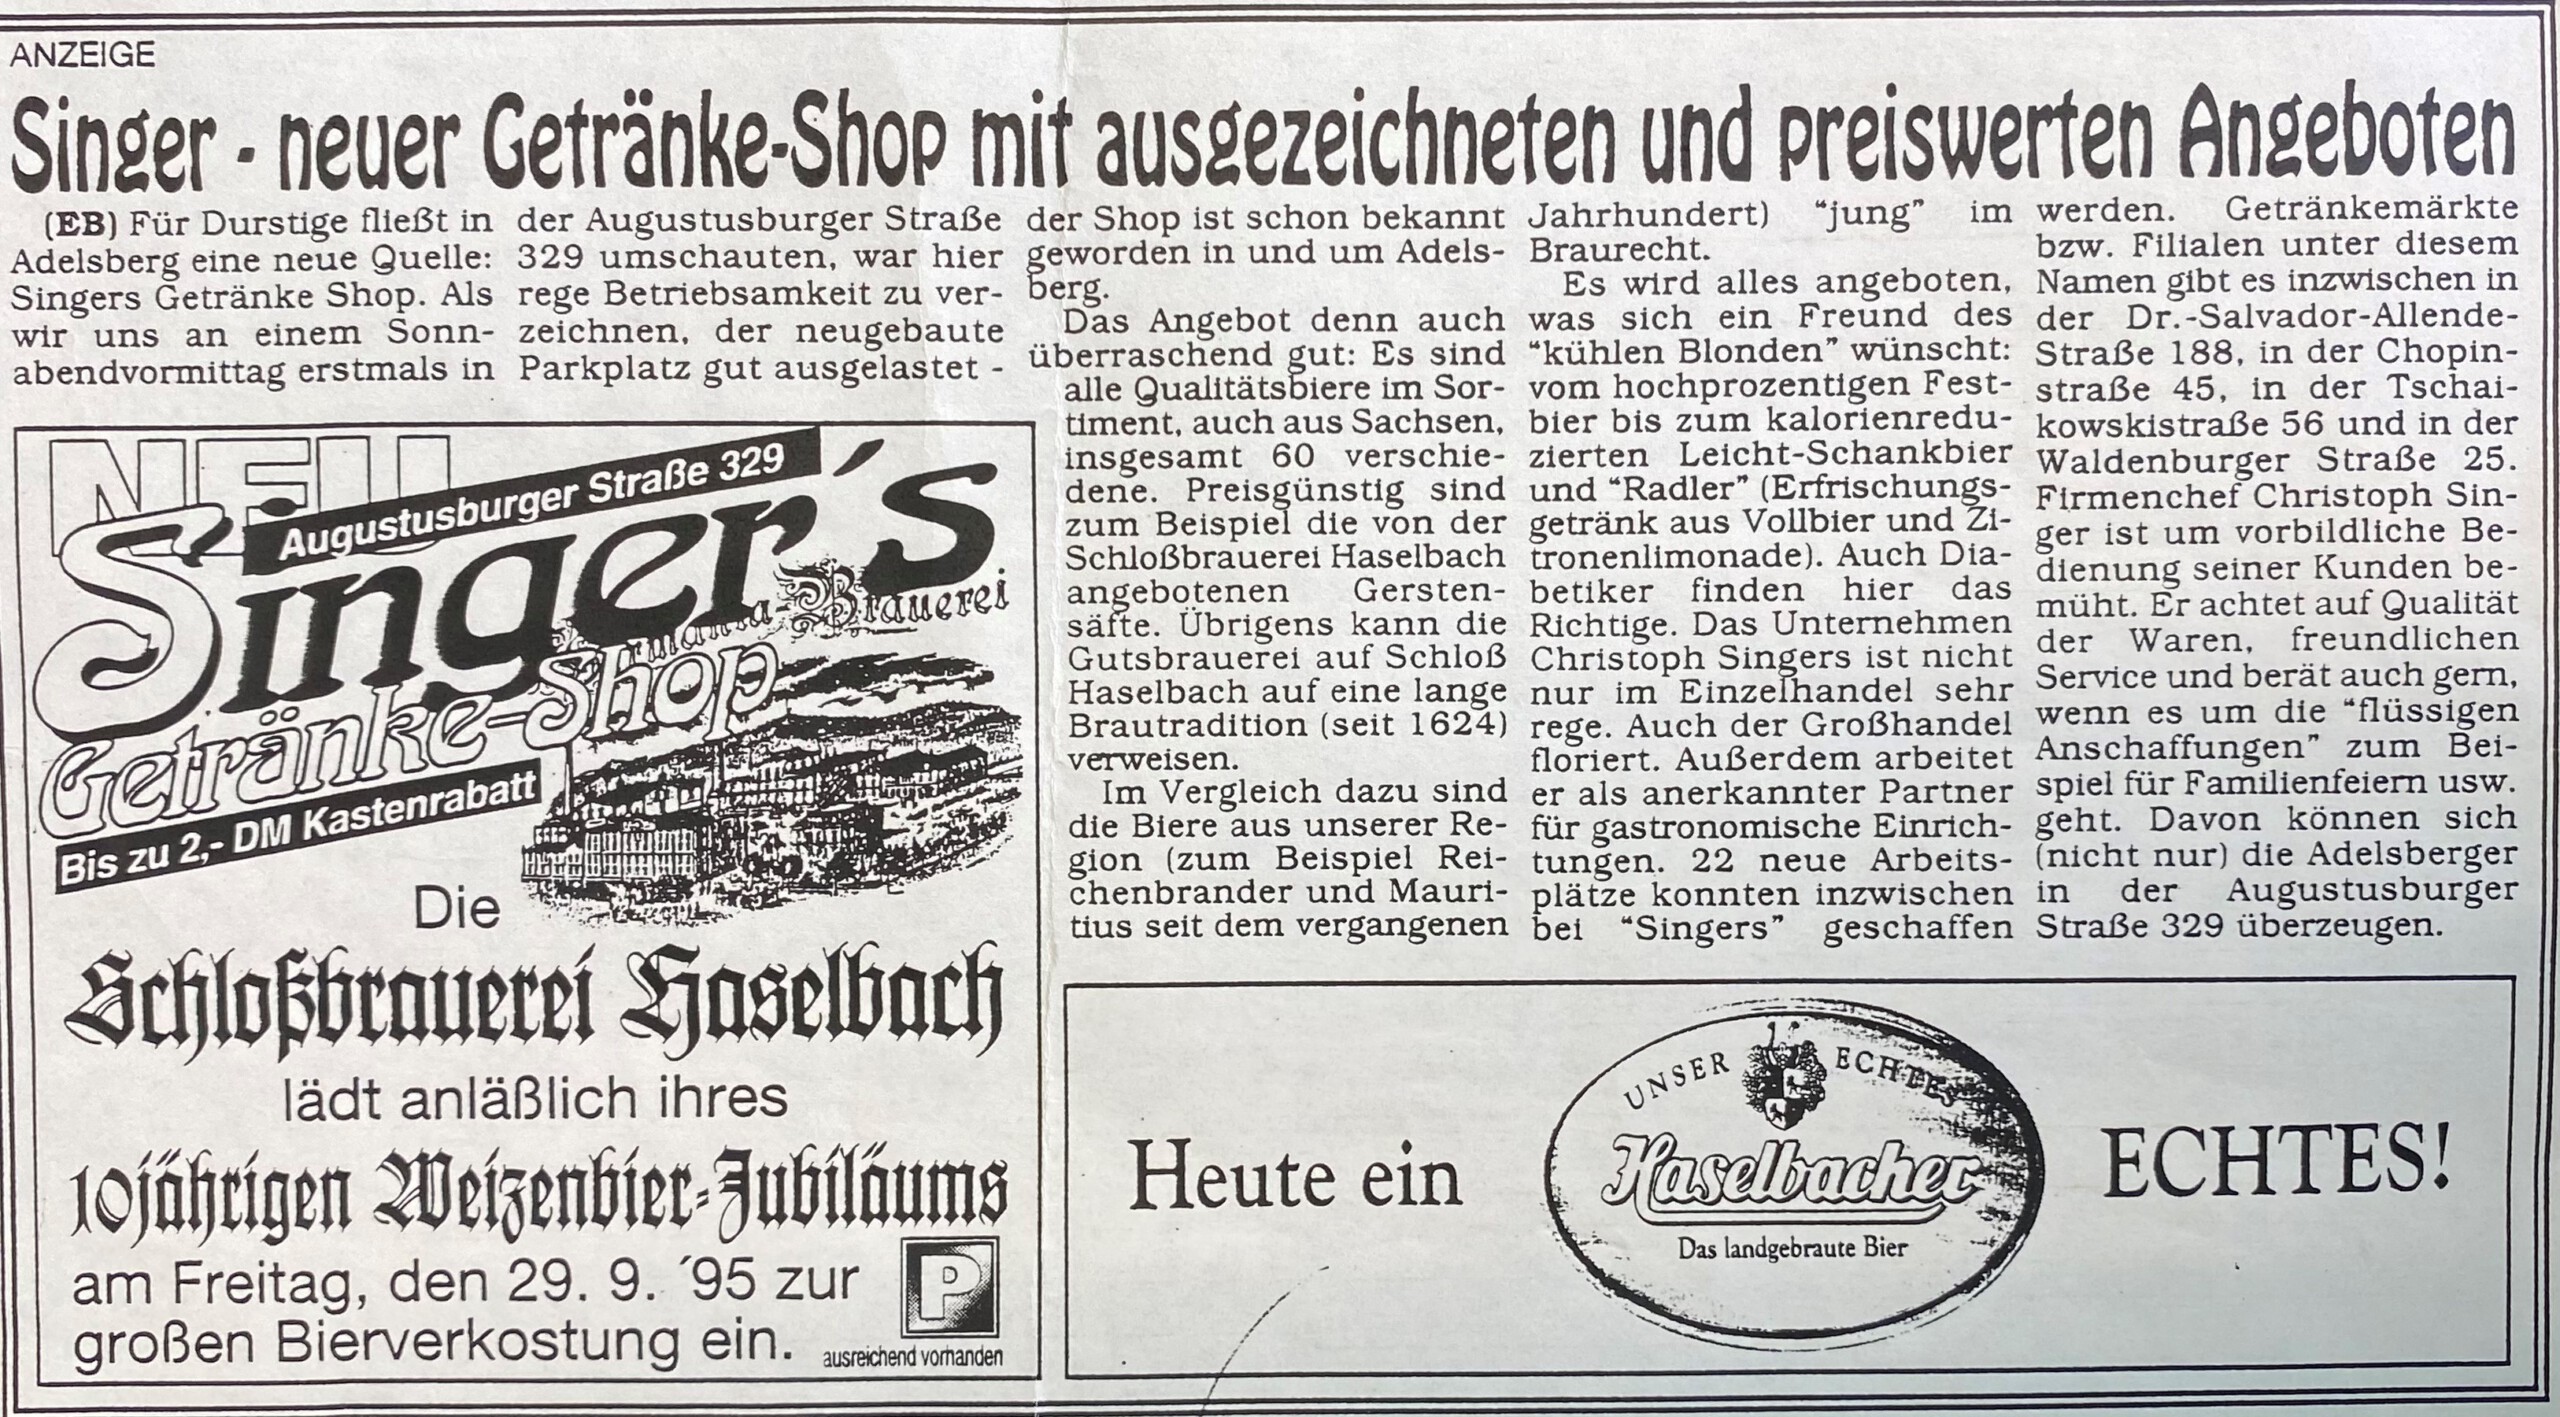 ANZEIGE
Singer - neuer Getränke-Shop mit ausgezeichneten und preiswerten Angeboten
(EB) Für Durstige fließt in
Adelsberg eine neue Quelle:
Singers Getränke Shop. Als
wir uns an einem Sonn-
abendvormittag erstmals in
der Augustusburger Straße
329 umschauten, war hier
rege Betriebsamkeit zu ver-
zeichnen, der neugebaute
Parkplatz gut ausgelastet -
der Shop ist schon bekannt
geworden in und um Adels-
berg.
Das Angebot denn auch
überraschend gut: Es sind
alle Qualitätsbiere im Sor-
timent, auch aus Sachsen,
insgesamt 60 verschie-
dene. Preisgünstig sind
zum Beispiel die von der
Schloßbrauerei Haselbach
angebotenen Gersten-
säfte. Übrigens kann die
Gutsbrauerei auf Schloß
Haselbach auf eine lange
Brautradition (seit 1624)
verweisen.
Im Vergleich dazu sind
die Biere aus unserer Re-
gion (zum Beispiel Rei-
chenbrander und Mauri-
tius seit dem vergangenen
Jahrhundert) “jung” im
Braurecht.
Es wird alles angeboten,
was sich ein Freund des
“kühlen Blonden” wünscht:
vom hochprozentigen Fest-
bier bis zum kalorienredu-
zierten Leicht-Schankbier
und “Radler” (Erfrischungs-
getränk aus Vollbier und Zi-
tronenlimonade). Auch Dia-
betiker finden hier das
Richtige. Das Unternehmen
Christoph Singers ist nicht
nur im Einzelhandel sehr
rege. Auch der Großhandel
floriert. Außerdem arbeitet
er als anerkannter Partner
für gastronomische Einrich-
tungen. 22 neue Arbeits-
plätze konnten inzwischen
bei “Singers” geschaffen
werden. Getränkemärkte
bzw. Filialen unter diesem
Namen gibt es inzwischen in
der Dr.-Salvador-Allende-
Straße 188, in der Chopin-
straße 45, in der Tschai-
kowskistraße 56 und in der
Waldenburger Straße 25.
Firmenchef Christoph Sin-
ger ist um vorbildliche Be-
dienung seiner Kunden be-
müht. Er achtet auf Qualität
der Waren, freundlichen
Service und berät auch gern,
wenn es um die “flüssigen
Anschaffungen” zum Bei-
spiel für Familienfeiern usw.
geht. Davon können sich
(nicht nur) die Adelsberger
in der Augustusburger
Straße 329 überzeugen.
NEU
Augustusburger Straße 329
Singer´s
Brauerei
Getränke-Shop
Bis zu 2,- DM Kastenrabatt
Die
Schloßbrauerei Haselbach
lädt anläßlich ihres
10jährigen Weizenbier-Jubiläums
am Freitag, den 29. 9. ´95 zur
großen Bierverkostung ein.
P
ausreichend vorhanden
Heute ein
UNSER ECHTES
Haselbacher
Das landgebraute Bier
ECHTES!